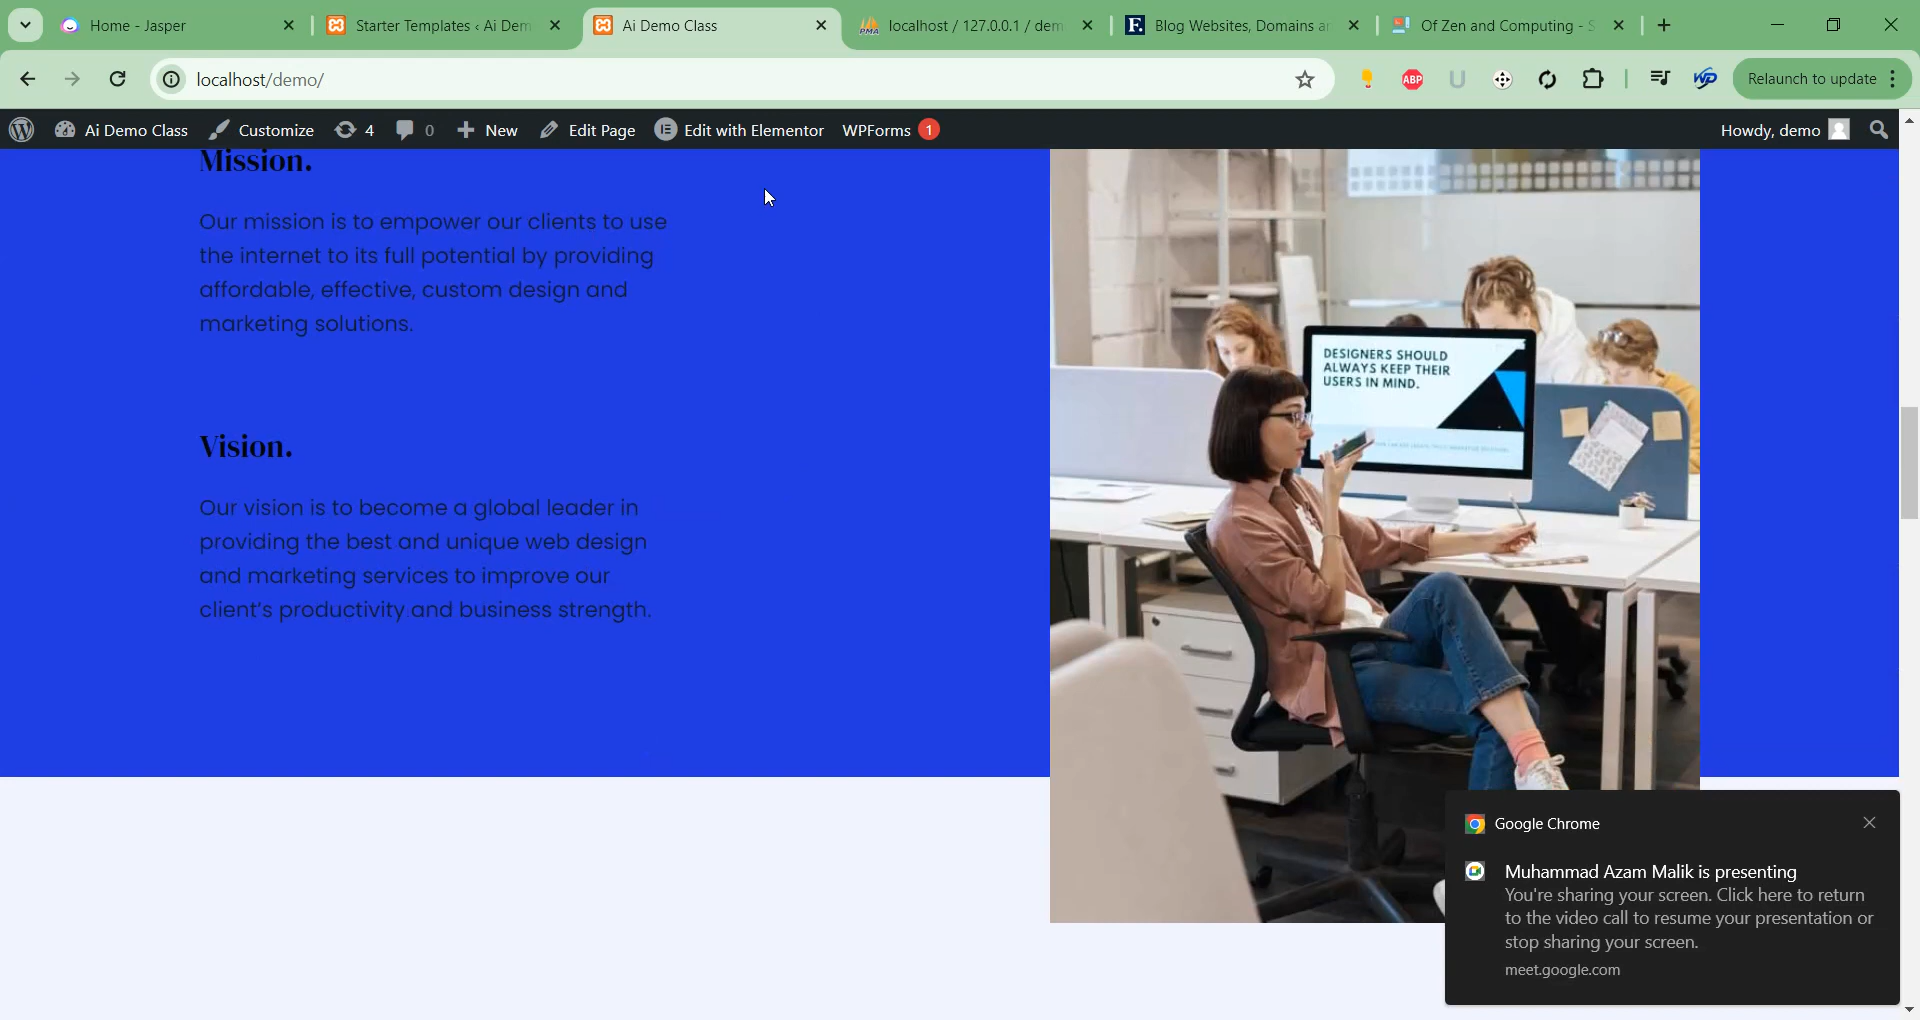 Home - Jasper
Starter Templates ‹ Ai Dem
Ai Demo Class
localhost / 127.0.0.1 / dem
Blog Websites, Domains ar
Of Zen and Computing - S
localhost/demo/
Relaunch to update
Ai Demo Class
Customize
4
0
New
Edit Page
Edit with Elementor
WPForms 1
Howdy, demo
Mission.
Our mission is to empower our clients to use
the internet to its full potential by providing
affordable, effective, custom design and
marketing solutions.
Vision.
Our vision is to become a global leader in
providing the best and unique web design
and marketing services to improve our
client's productivity and business strength.
DESIGNERS SHOULD
ALWAYS KEEP THEIR
USERS IN MIND.
Google Chrome
Muhammad Azam Malik is presenting
You're sharing your screen. Click here to return
to the video call to resume your presentation or
stop sharing your screen.
meet.google.com
PMA
F.
ABP